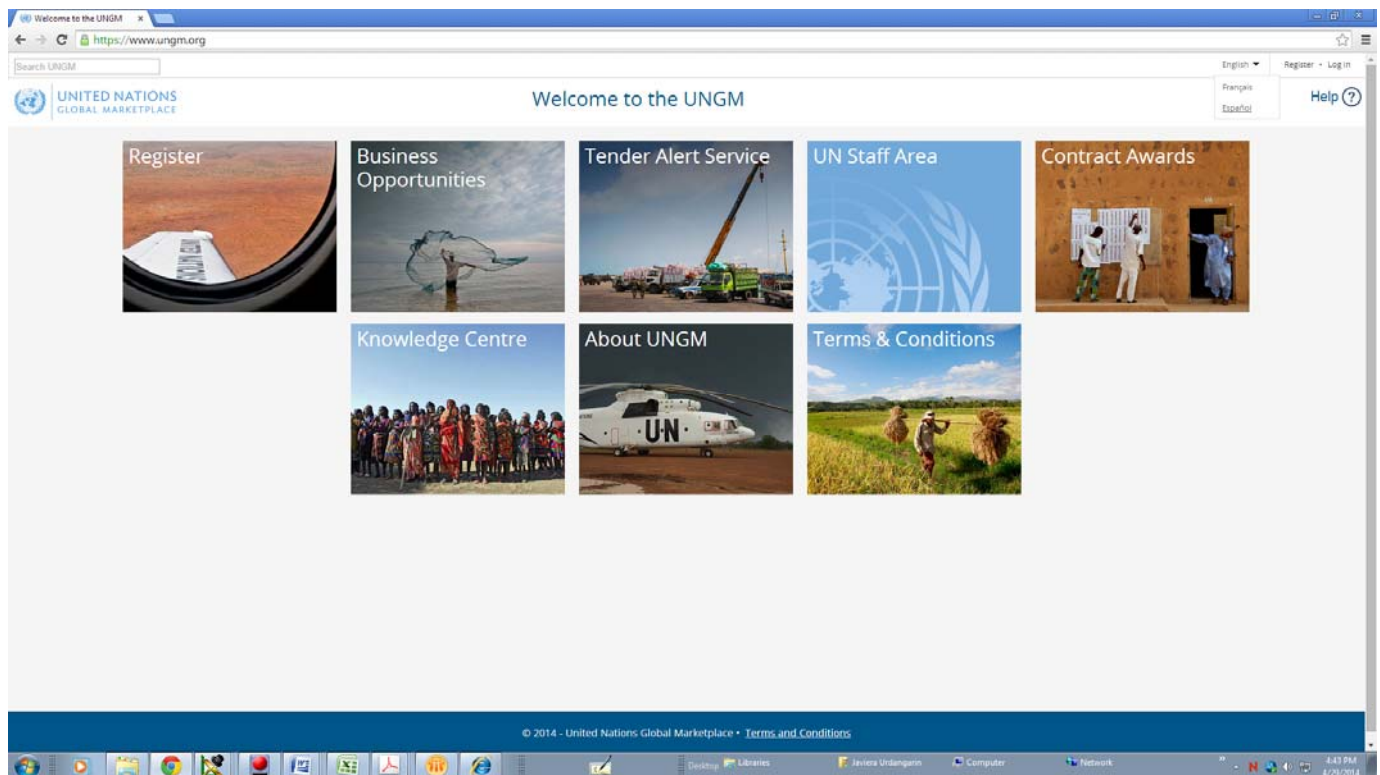 Welcome to the UNGM
https://www.ungm.org
Search UNGM
English
Register • Log in
Français
Español
UNITED NATIONS
GLOBAL MARKETPLACE
Welcome to the UNGM
Help ?
Register
Business
Opportunities
Tender Alert Service
UN Staff Area
Contract Awards
Knowledge Centre
About UNGM
UN
Terms & Conditions
© 2014 - United Nations Global Marketplace • Terms and Conditions
Desktop
Libraries
Javiera Urdangarin
Computer
Network
4:43 PM
4/29/2014